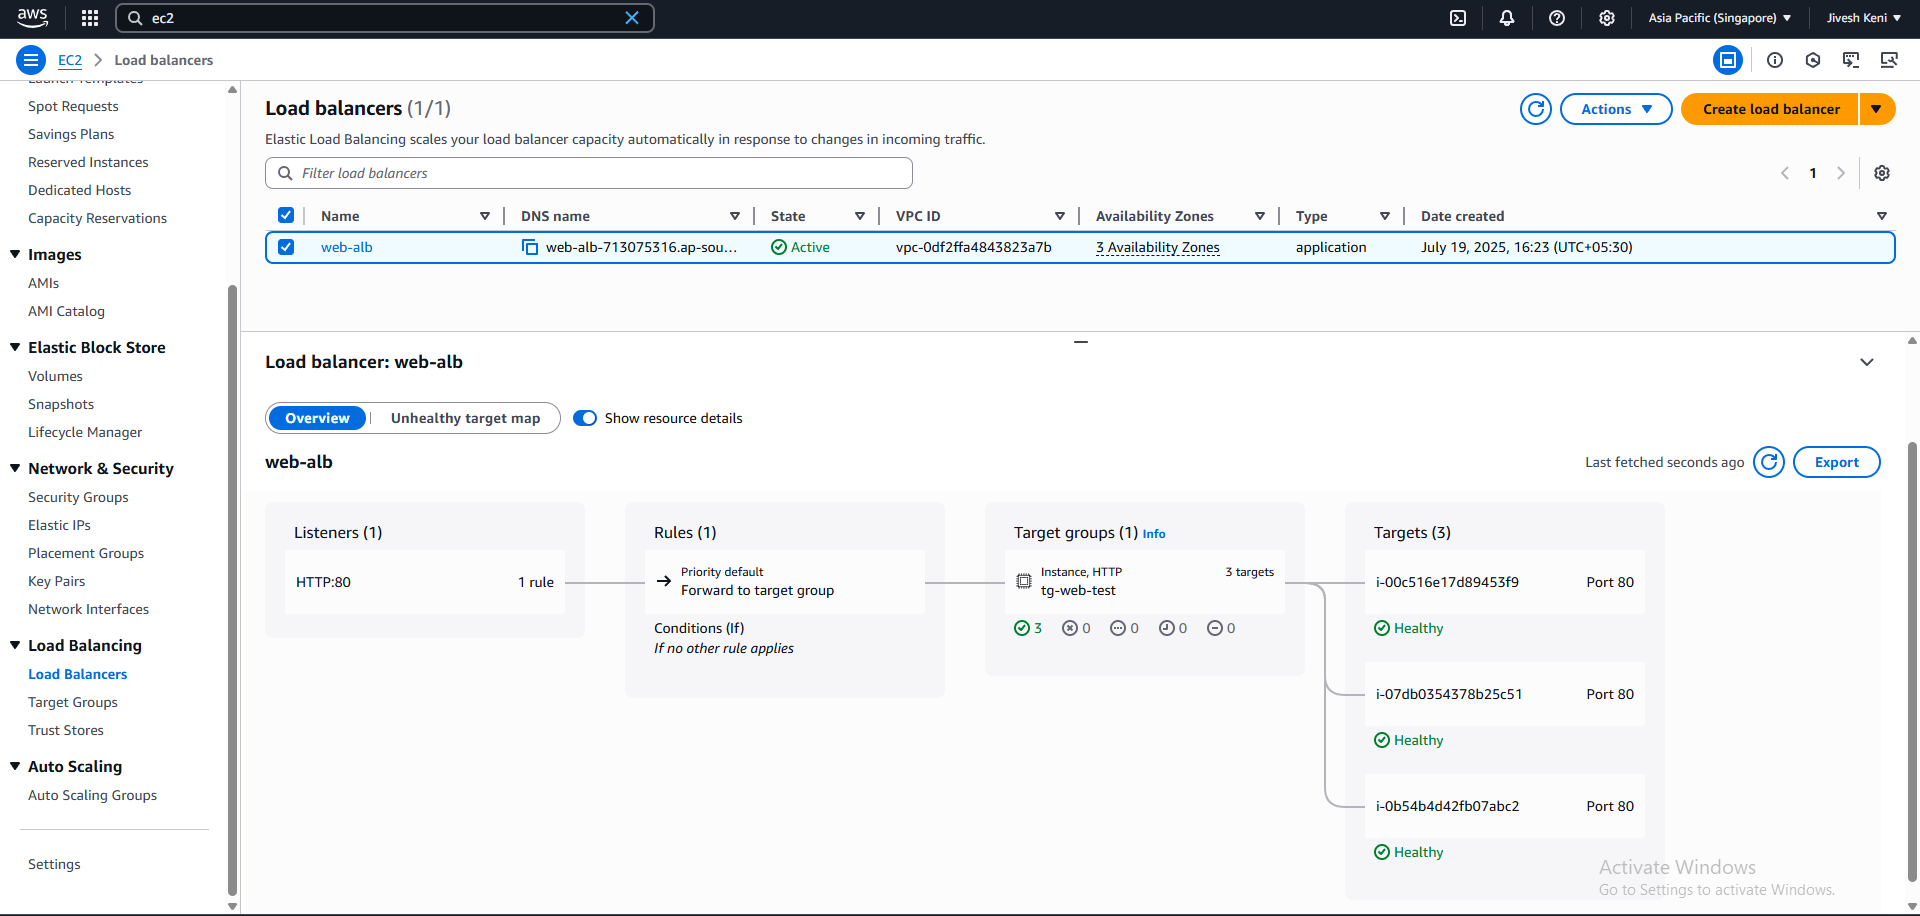 aws
ec2
Asia Pacific (Singapore)
Jivesh Keni
EC2
Load balancers
Launch Templates
Spot Requests
Savings Plans
Reserved Instances
Dedicated Hosts
Capacity Reservations
Images
AMIs
AMI Catalog
Elastic Block Store
Volumes
Snapshots
Lifecycle Manager
Network & Security
Security Groups
Elastic IPs
Placement Groups
Key Pairs
Network Interfaces
Load Balancing
Load Balancers
Target Groups
Trust Stores
Auto Scaling
Auto Scaling Groups
Settings
Load balancers (1/1)
Actions
Create load balancer
Elastic Load Balancing scales your load balancer capacity automatically in response to changes in incoming traffic.
Filter load balancers
1
Name DNS name State VPC ID Availability Zones Type Date created
web-alb web-alb-713075316.ap-sou... Active vpc-0df2ffa4843823a7b 3 Availability Zones application July 19, 2025, 16:23 (UTC+05:30)
Load balancer: web-alb
Overview Unhealthy target map Show resource details
web-alb
Last fetched seconds ago
Export
Listeners (1)
HTTP:80 1 rule
Rules (1)
Priority default
Forward to target group
Conditions (If)
If no other rule applies
Target groups (1) Info
Instance, HTTP 3 targets
tg-web-test
3 0 0 0 0
Targets (3)
i-00c516e17d89453f9 Port 80
Healthy
i-07db0354378b25c51 Port 80
Healthy
i-0b54b4d42fb07abc2 Port 80
Healthy
Activate Windows
Go to Settings to activate Windows.